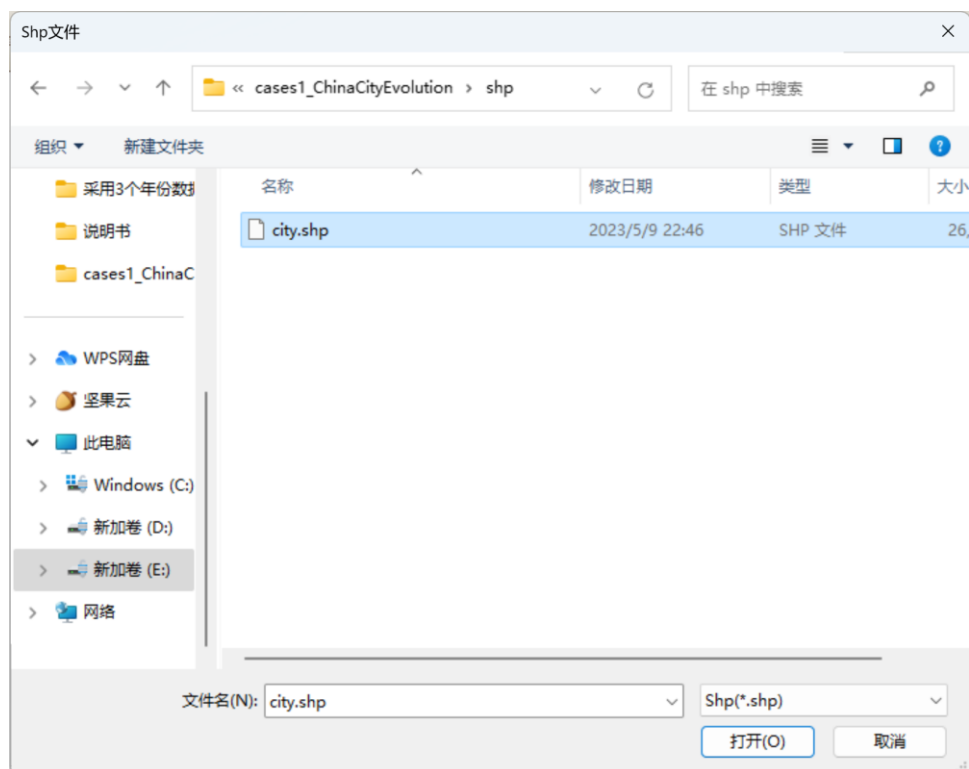 Shp文件
« cases1_ChinaCityEvolution › shp
在 shp 中搜索
组织 新建文件夹
名称 修改日期 类型 大小
city.shp 2023/5/9 22:46 SHP 文件 26,
采用3个年份数据
说明书
cases1_ChinaC
WPS网盘
坚果云
此电脑
Windows (C:)
新加卷 (D:)
新加卷 (E:)
网络
文件名(N): city.shp Shp(*.shp)
打开(O) 取消